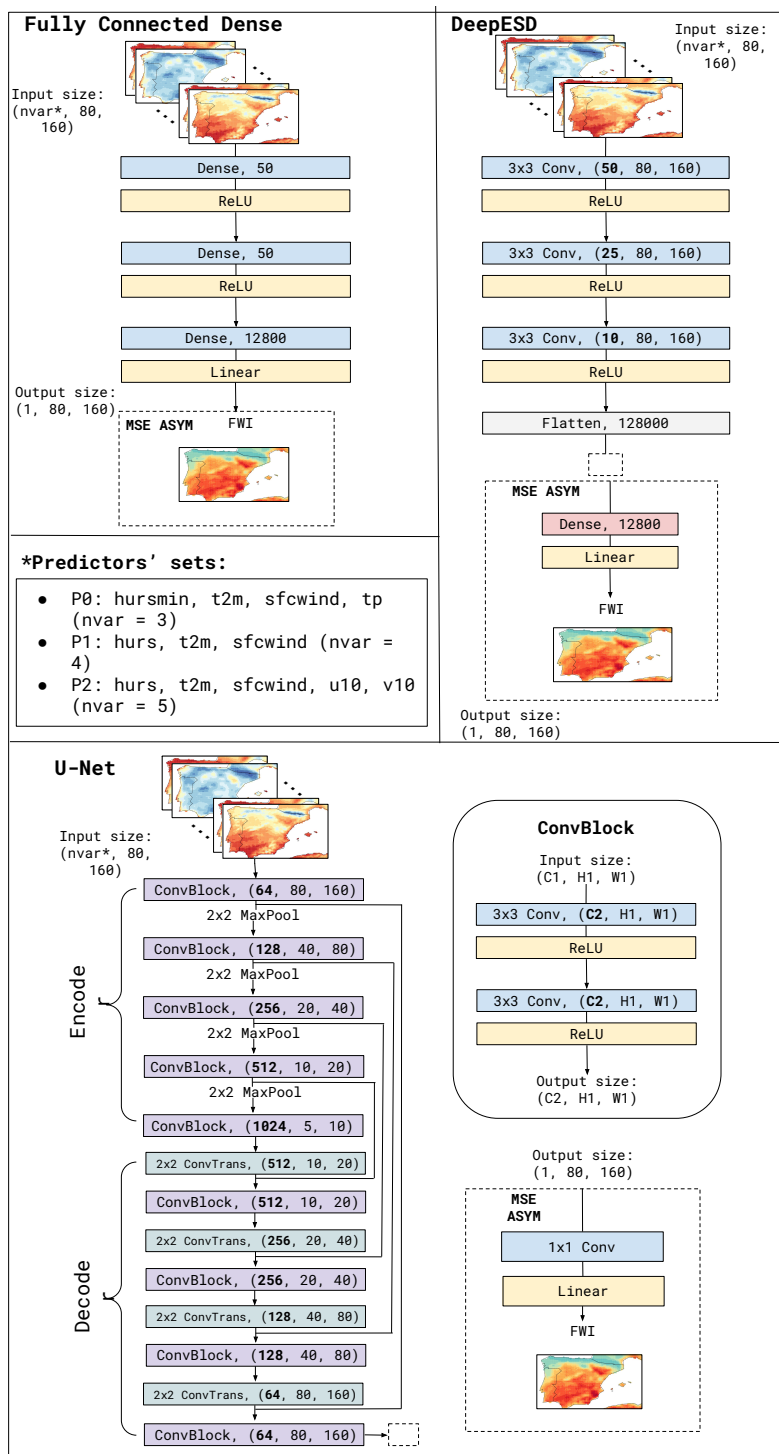 Fully Connected Dense
Input size:
(nvar*, 80,
160)
Dense, 50
ReLU
Dense, 50
ReLU
Dense, 12800
Linear
Output size:
(1, 80, 160)
MSE ASYM
FWI
DeepESD
Input size:
(nvar*, 80,
160)
3x3 Conv, (50, 80, 160)
ReLU
3x3 Conv, (25, 80, 160)
ReLU
3x3 Conv, (10, 80, 160)
ReLU
Flatten, 128000
MSE ASYM
Dense, 12800
Linear
FWI
Output size:
(1, 80, 160)
*Predictors’ sets:
● P0: hursmin, t2m, sfcwind, tp
(nvar = 3)
● P1: hurs, t2m, sfcwind (nvar =
4)
● P2: hurs, t2m, sfcwind, u10, v10
(nvar = 5)
U-Net
Input size:
(nvar*, 80,
160)
Encode
ConvBlock, (64, 80, 160)
2x2 MaxPool
ConvBlock, (128, 40, 80)
2x2 MaxPool
ConvBlock, (256, 20, 40)
2x2 MaxPool
ConvBlock, (512, 10, 20)
2x2 MaxPool
ConvBlock, (1024, 5, 10)
Decode
2x2 ConvTrans, (512, 10, 20)
ConvBlock, (512, 10, 20)
2x2 ConvTrans, (256, 20, 40)
ConvBlock, (256, 20, 40)
2x2 ConvTrans, (128, 40, 80)
ConvBlock, (128, 40, 80)
2x2 ConvTrans, (64, 80, 160)
ConvBlock, (64, 80, 160)
ConvBlock
Input size:
(C1, H1, W1)
3x3 Conv, (C2, H1, W1)
ReLU
3x3 Conv, (C2, H1, W1)
ReLU
Output size:
(C2, H1, W1)
Output size:
(1, 80, 160)
MSE
ASYM
1x1 Conv
Linear
FWI